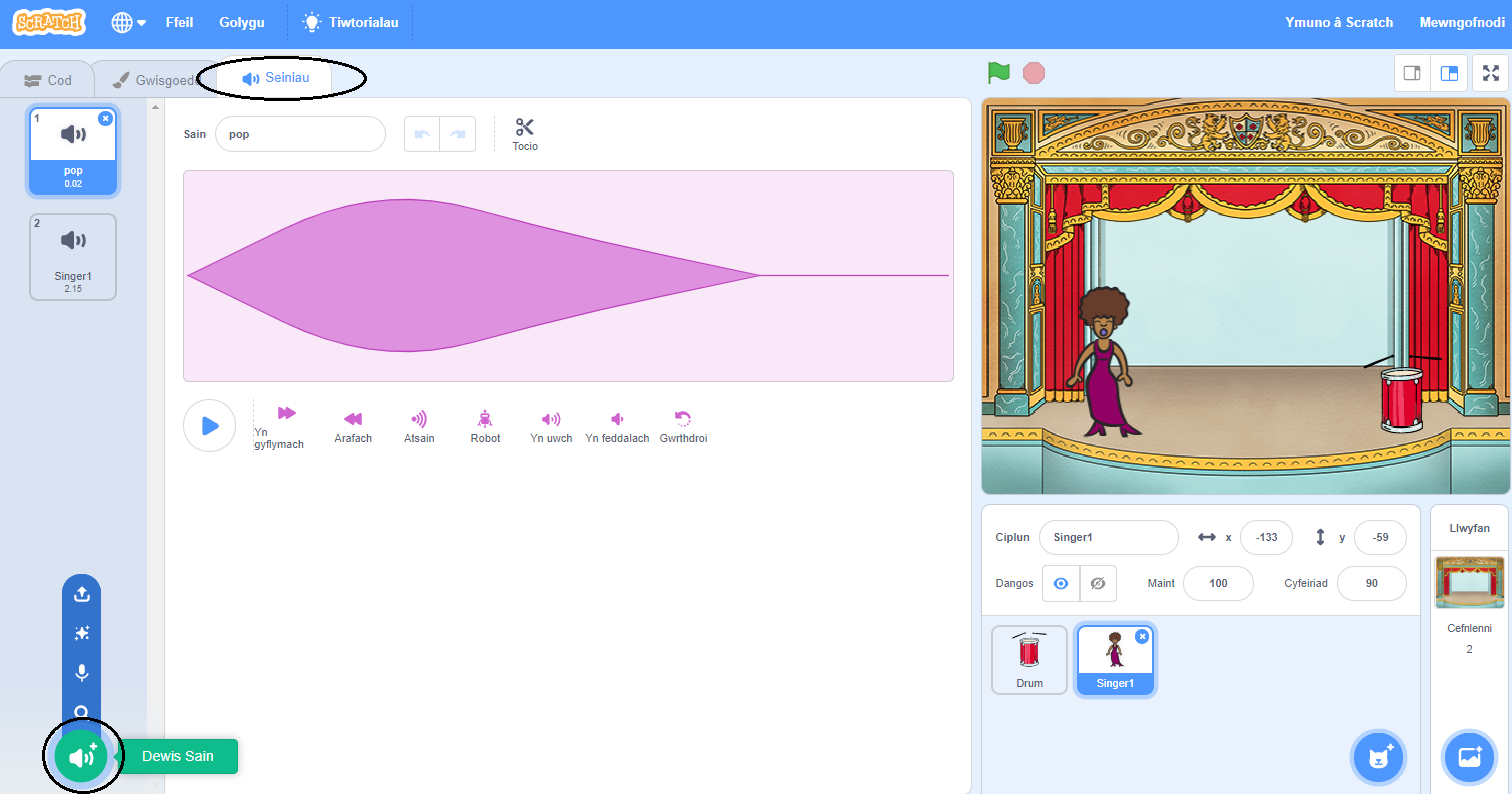 SCRATCH
Ffeil
Golygu
Tiwtorialau
Ymuno â Scratch
Mewngofnodi
Cod
Gwisgoed
Seiniau
1
pop
0.02
2
Singer1
2.15
Sain
pop
Tocio
Yn
gyflymach
Arafach
Atsain
Robot
Yn uwch
Yn feddalach
Gwrthdroi
Dewis Sain
Ciplun
Singer1
x
-133
y
-59
Dangos
Maint
100
Cyfeiriad
90
Drum
Singer1
Llwyfan
Cefnlenni
2